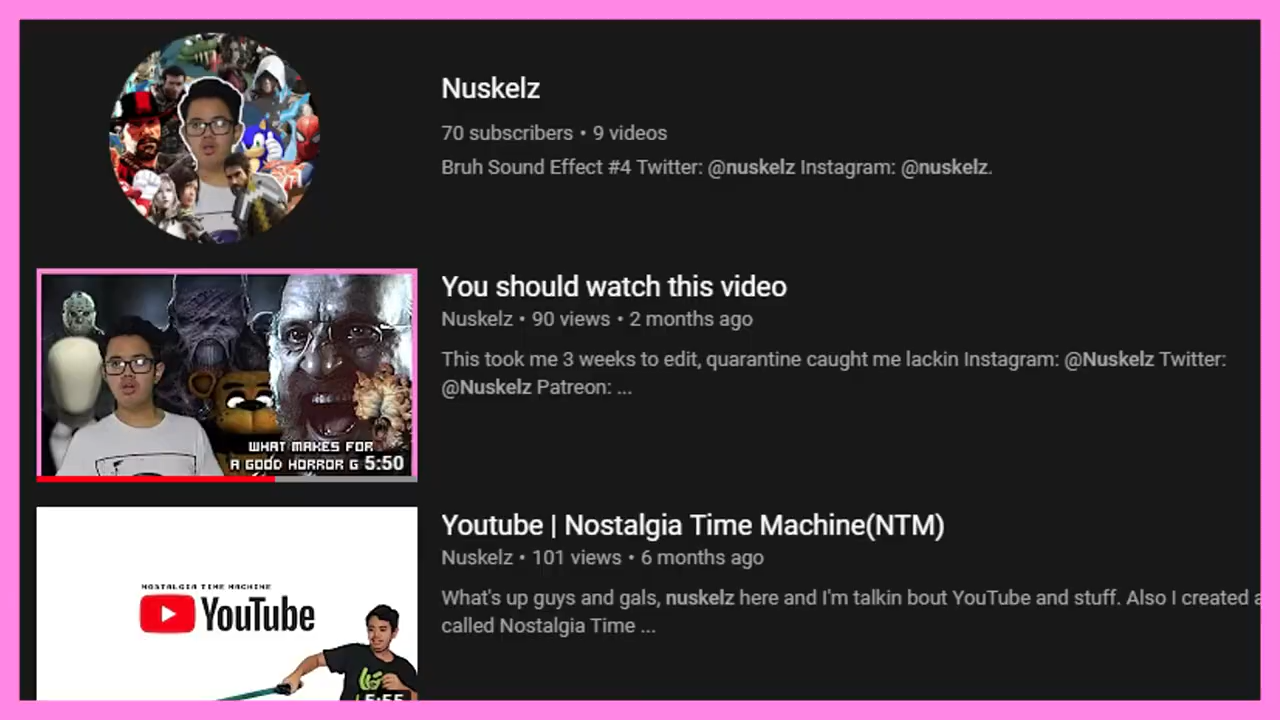 Nuskelz
70 subscribers • 9 videos
Bruh Sound Effect #4 Twitter: @nuskelz Instagram: @nuskelz.
You should watch this video
Nuskelz • 90 views • 2 months ago
This took me 3 weeks to edit, quarantine caught me lackin Instagram: @Nuskelz Twitter:
@Nuskelz Patreon: ...
WHAT MAKES FOR
A GOOD HORROR G 5:50
Youtube | Nostalgia Time Machine(NTM)
Nuskelz • 101 views • 6 months ago
What's up guys and gals, nuskelz here and I'm talkin bout YouTube and stuff. Also I created a
called Nostalgia Time ...
NOSTALGIA TIME MACHINE
YouTube
5:55